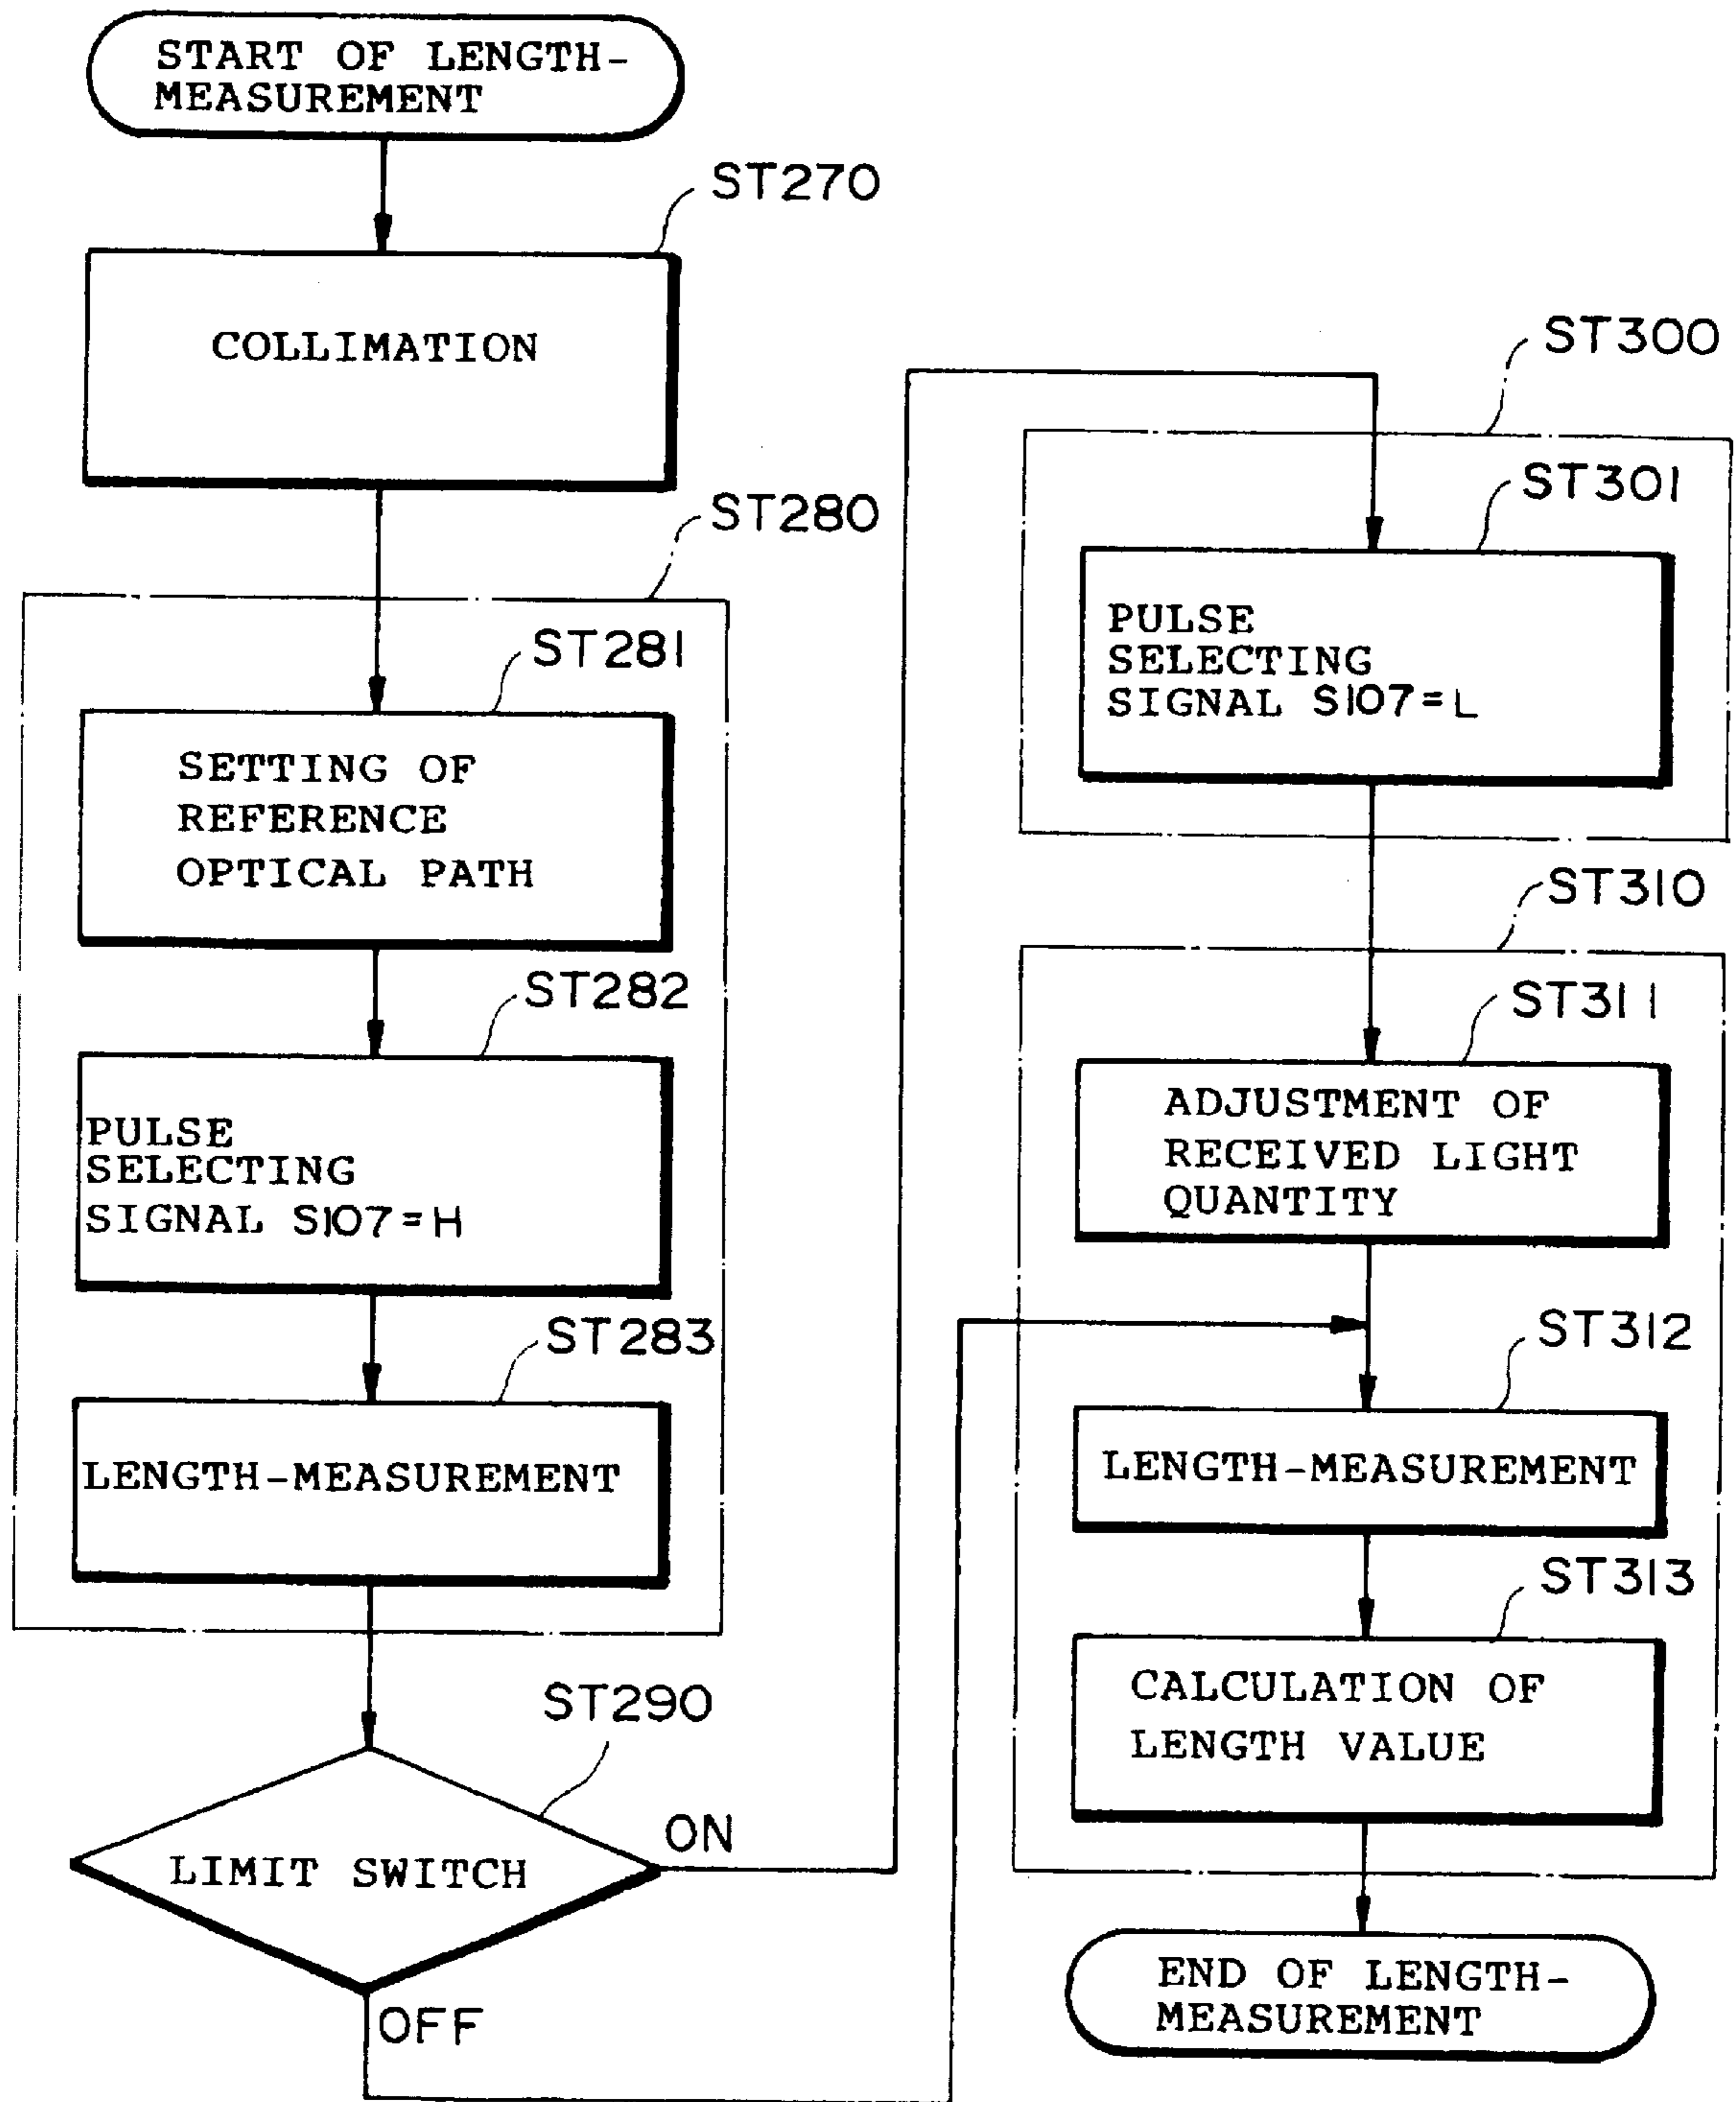 START OF LENGTH-
MEASUREMENT
ST270
COLLIMATION
ST280
ST281
SETTING OF
REFERENCE
OPTICAL PATH
ST282
PULSE
SELECTING
SIGNAL S107=H
ST283
LENGTH-MEASUREMENT
ST290
LIMIT SWITCH
ON
OFF
ST300
ST301
PULSE
SELECTING
SIGNAL S107=L
ST310
ST311
ADJUSTMENT OF
RECEIVED LIGHT
QUANTITY
ST312
LENGTH-MEASUREMENT
ST313
CALCULATION OF
LENGTH VALUE
END OF LENGTH-
MEASUREMENT